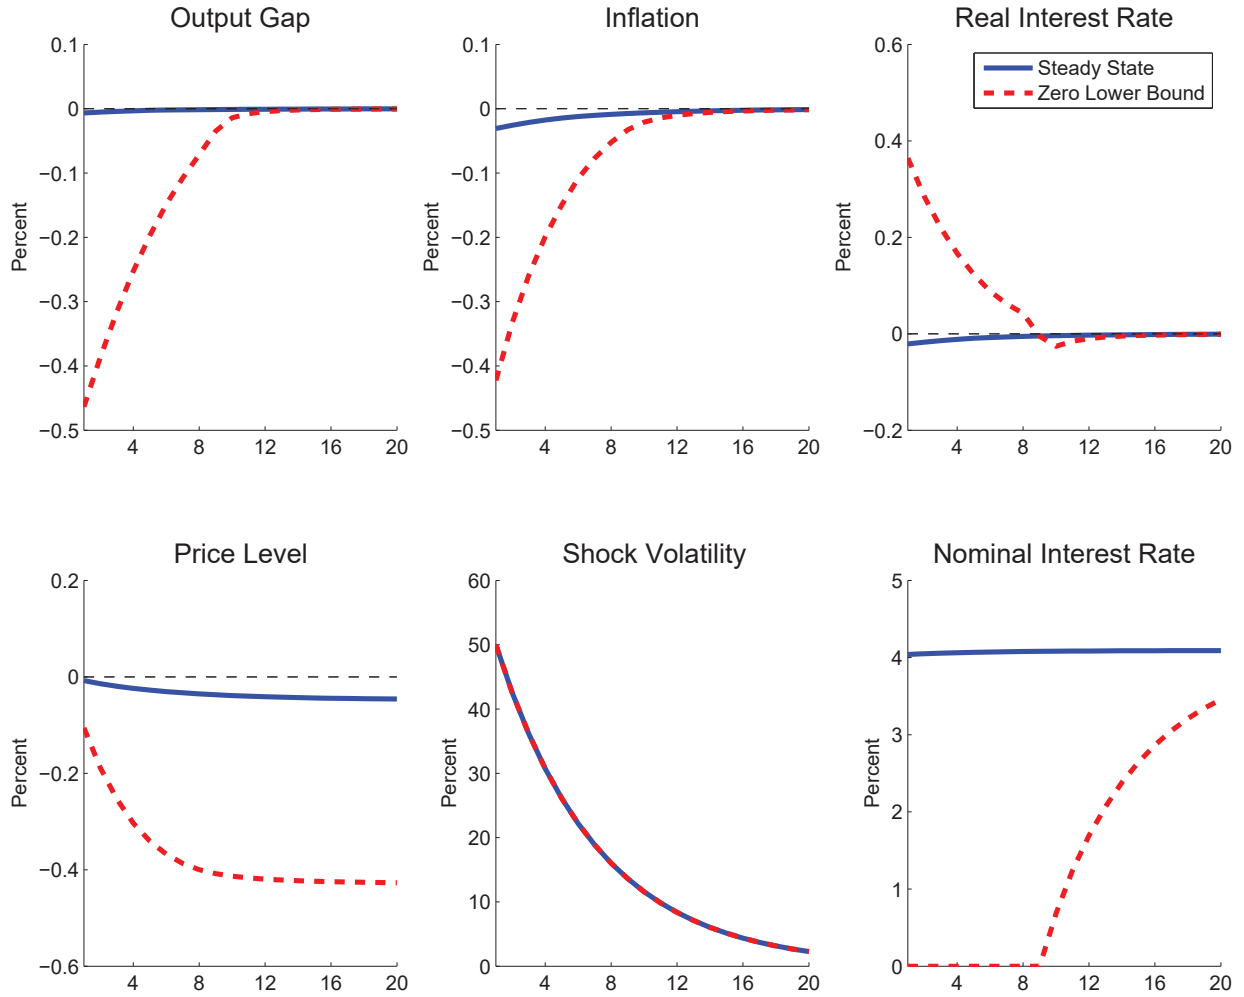 Output Gap
0.1
0
−0.1
−0.2
−0.3
−0.4
−0.5
Percent
4 8 12 16 20
Inflation
0.1
0
−0.1
−0.2
−0.3
−0.4
−0.5
Percent
4 8 12 16 20
Real Interest Rate
Steady State
Zero Lower Bound
0.6
0.4
0.2
0
−0.2
Percent
4 8 12 16 20
Price Level
0.2
0
−0.2
−0.4
−0.6
Percent
4 8 12 16 20
Shock Volatility
60
50
40
30
20
10
0
Percent
4 8 12 16 20
Nominal Interest Rate
5
4
3
2
1
0
Percent
4 8 12 16 20